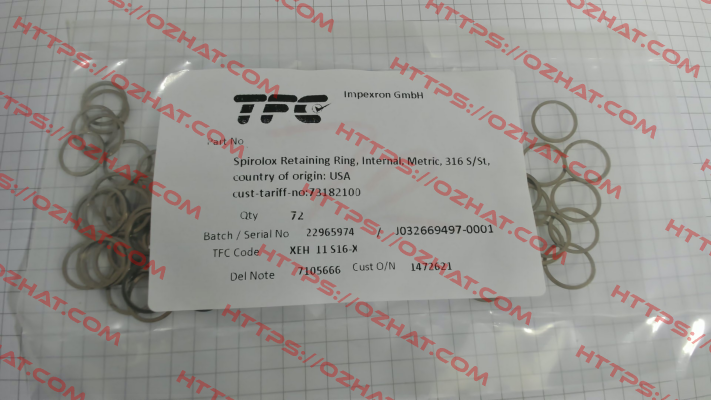 TFC
Impexron GmbH
Part No
Spirolox Retaining Ring, Internal, Metric, 316 S/St,
country of origin: USA
cust-tariff-no:73182100
Qty 72
Batch / Serial No 22965974 / J032669497-0001
TFC Code XEH 11 S16-X
Del Note 7105666 Cust O/N 1472621
HTTPS://OZHAT.COM